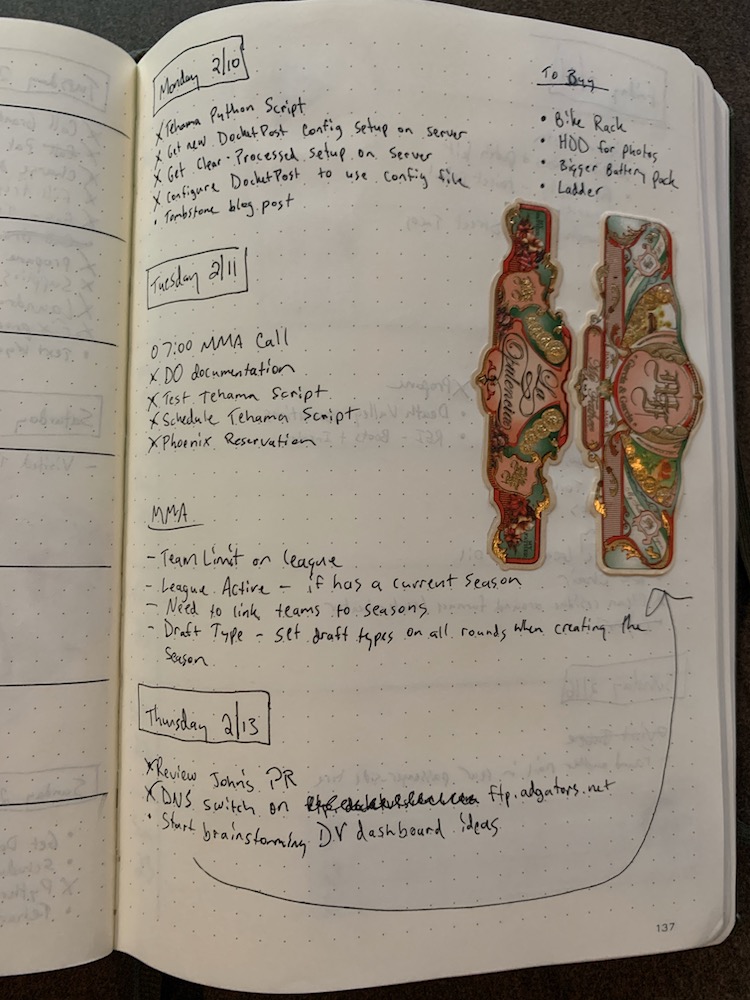 Monday 2/10
x Tehama Python Script
x Get new DocketPost Config setup on server
x Get Clear-Processed setup on server
x Configure DocketPost to use config file
• Tombstone blog post
To Buy
• Bike Rack
• HDD for photos
• Bigger Battery pack
• Ladder
Tuesday 2/11
O 7:00 MMA Call
x DO documentation
x Test Tehama Script
x Schedule Tehama Script
x Phoenix Reservation
La
Opulencia
MMA
- Team Limit on league
- League Active - if has a current season
- Need to link teams to seasons
- Draft Type - set draft types on all rounds when creating the
Season
Thursday 2/13
x Review John's PR
x DNS switch on ftp.adgators.net
• Start brainstorming DV dashboard ideas
137